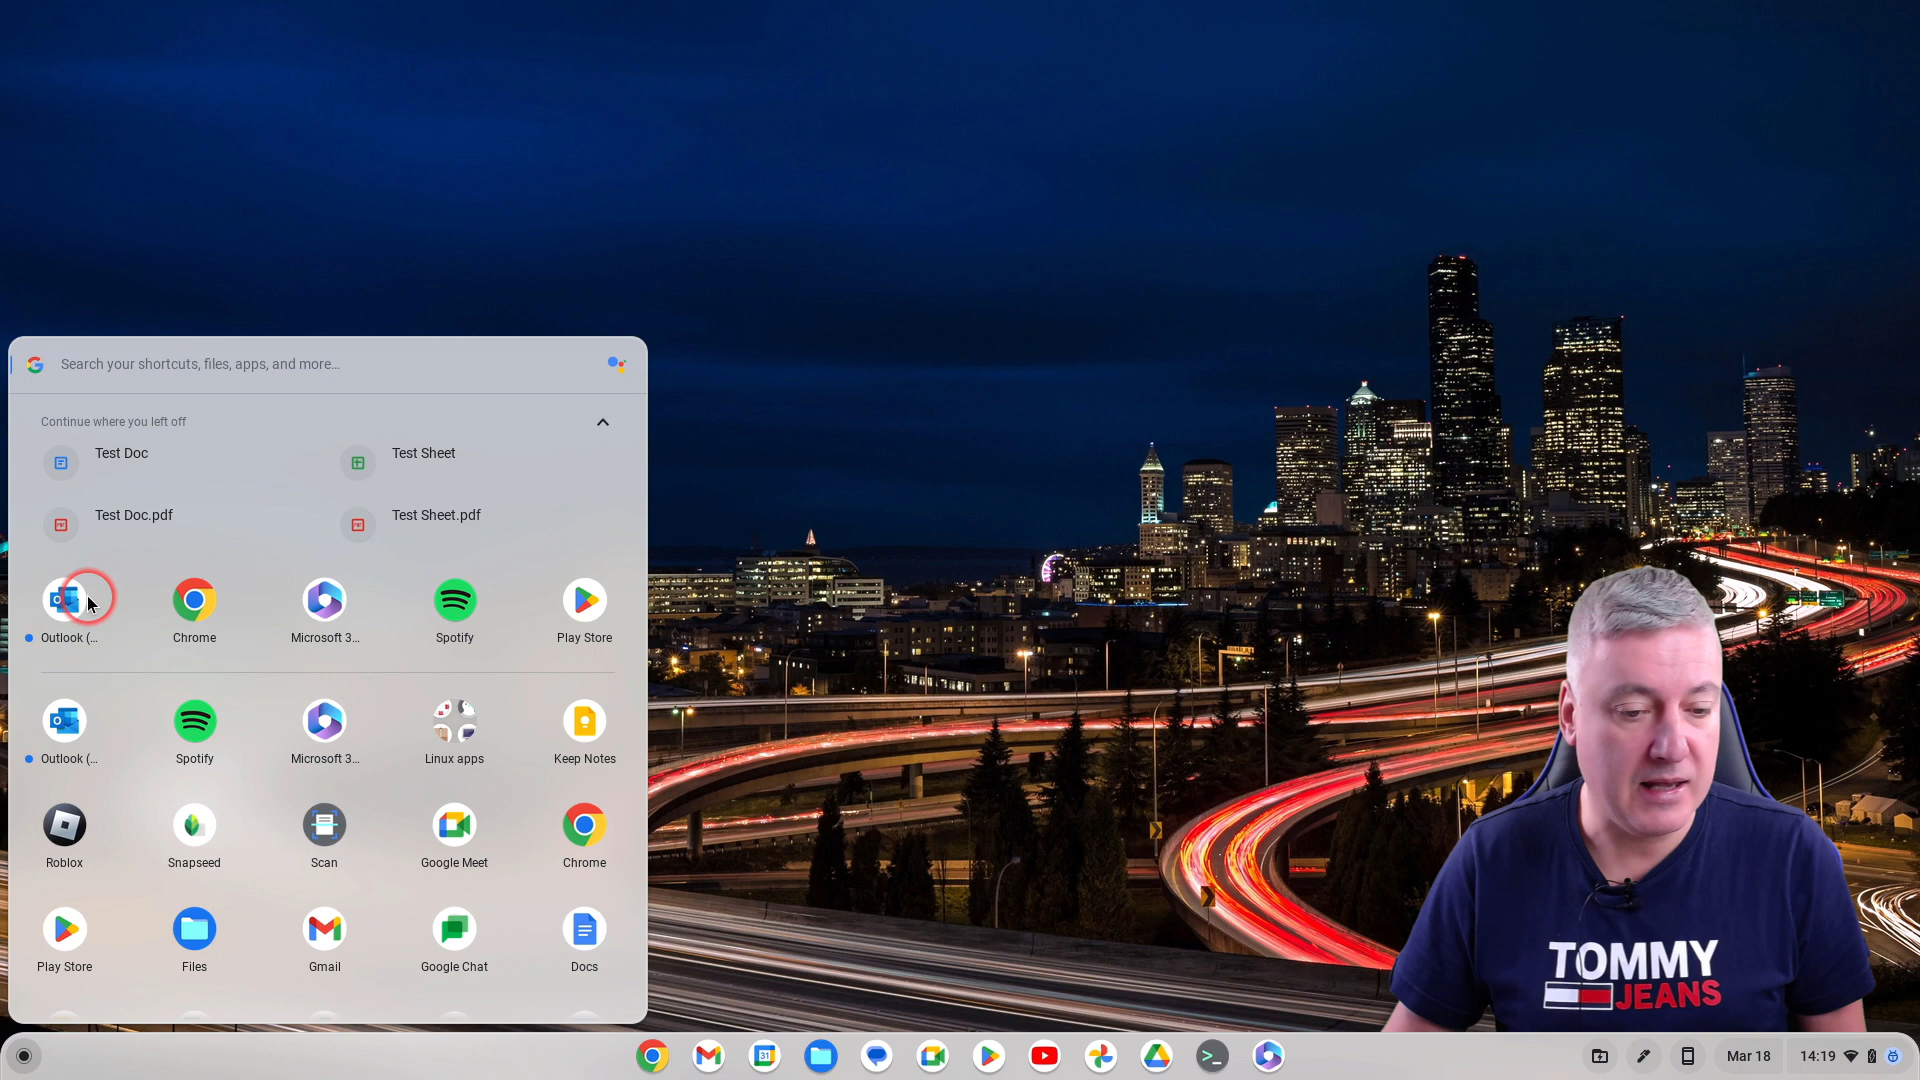 Search your shortcuts, files, apps, and more...
Continue where you left off
Test Doc
Test Sheet
Test Doc.pdf
Test Sheet.pdf
Outlook (...
Chrome
Microsoft 3...
Spotify
Play Store
Outlook (...
Spotify
Microsoft 3...
Linux apps
Keep Notes
Roblox
Snapseed
Scan
Google Meet
Chrome
Play Store
Files
Gmail
Google Chat
Docs
TOMMY
JEANS
31
Mar 18
14:19